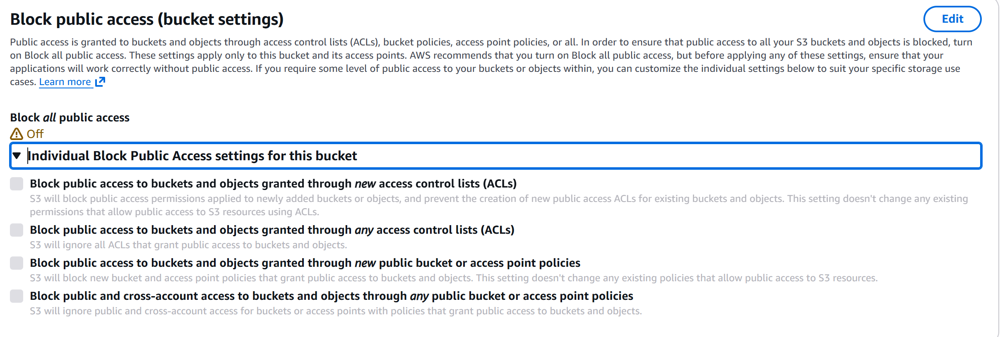 Block public access (bucket settings)
Edit
Public access is granted to buckets and objects through access control lists (ACLs), bucket policies, access point policies, or all. In order to ensure that public access to all your S3 buckets and objects is blocked, turn
on Block all public access. These settings apply only to this bucket and its access points. AWS recommends that you turn on Block all public access, but before applying any of these settings, ensure that your
applications will work correctly without public access. If you require some level of public access to your buckets or objects within, you can customize the individual settings below to suit your specific storage use
cases. Learn more
Block all public access
Off
Individual Block Public Access settings for this bucket
Block public access to buckets and objects granted through new access control lists (ACLs)
S3 will block public access permissions applied to newly added buckets or objects, and prevent the creation of new public access ACLs for existing buckets and objects. This setting doesn't change any existing
permissions that allow public access to S3 resources using ACLs.
Block public access to buckets and objects granted through any access control lists (ACLs)
S3 will ignore all ACLs that grant public access to buckets and objects.
Block public access to buckets and objects granted through new public bucket or access point policies
S3 will block new bucket and access point policies that grant public access to buckets and objects. This setting doesn't change any existing policies that allow public access to S3 resources.
Block public and cross-account access to buckets and objects through any public bucket or access point policies
S3 will ignore public and cross-account access for buckets or access points with policies that grant public access to buckets and objects.